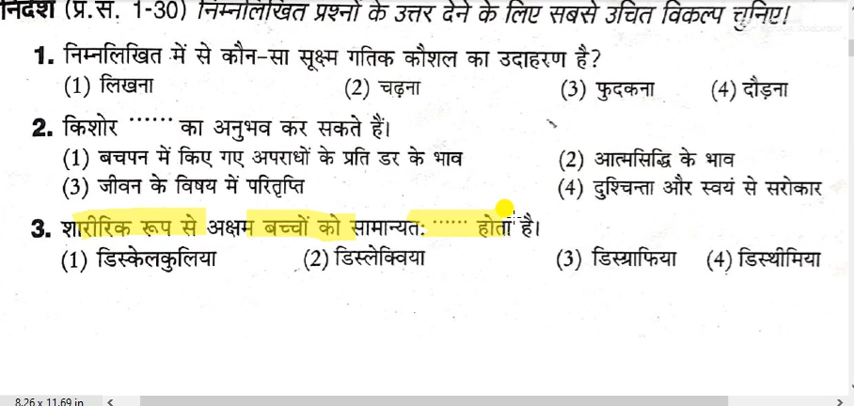 निर्देश (प्र.सं. 1-30) निम्नलिखित प्रश्नों के उत्तर देने के लिए सबसे उचित विकल्प चुनिए।
1. निम्नलिखित में से कौन-सा सूक्ष्म गतिक कौशल का उदाहरण है?
(1) लिखना (2) चढ़ना (3) फुदकना (4) दौड़ना
2. किशोर ...... का अनुभव कर सकते हैं।
(1) बचपन में किए गए अपराधों के प्रति डर के भाव (2) आत्मसिद्धि के भाव
(3) जीवन के विषय में परितृप्ति (4) दुश्चिन्ता और स्वयं से सरोकार
3. शारीरिक रूप से अक्षम बच्चों को सामान्यतः ...... होता है।
(1) डिस्केलकुलिया (2) डिस्लेक्विया (3) डिस्ग्राफिया (4) डिस्थीमिया
8.26 x 11.69 in